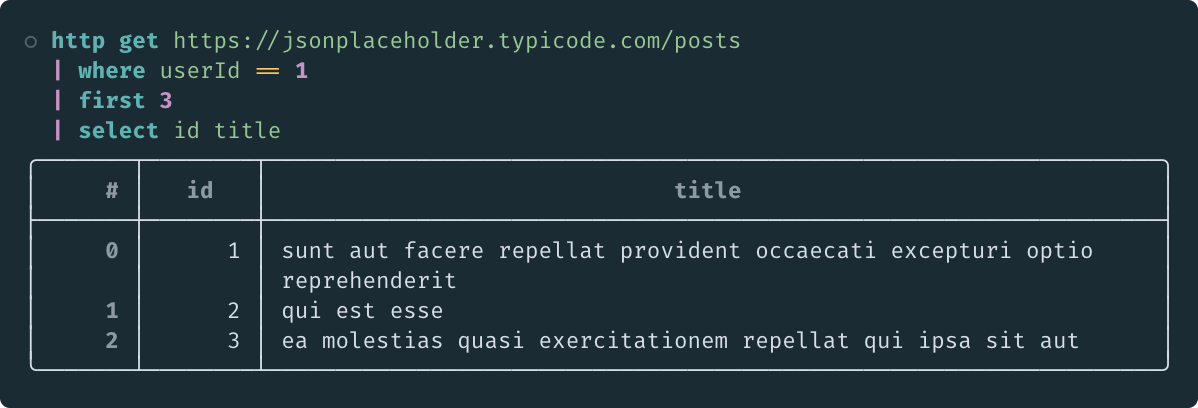 http get https://jsonplaceholder.typicode.com/posts
| where userId == 1
| first 3
| select id title
# id title
0 1 sunt aut facere repellat provident occaecati excepturi optio
reprehenderit
1 2 qui est esse
2 3 ea molestias quasi exercitationem repellat qui ipsa sit aut